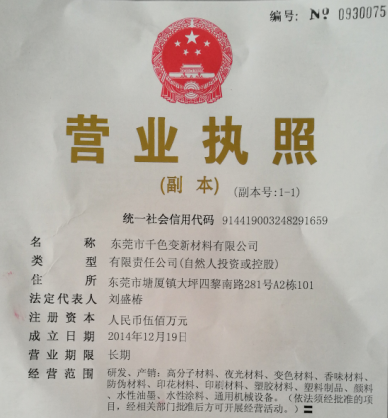 编号: № 0930075
营业执照
(副本) (副本号:1-1)
统一社会信用代码 914419003248291659
名称 东莞市千色变新材料有限公司
类型 有限责任公司(自然人投资或控股)
住所 东莞市塘厦镇大坪四黎南路281号A2栋101
法定代表人 刘盛椿
注册资本 人民币伍佰万元
成立日期 2014年12月19日
营业期限 长期
经营范围 研发、产销:高分子材料、夜光材料、变色材料、香味材料、
防伪材料、印花材料、印刷材料、塑胶材料、塑料制品、颜料
、水性油墨、水性涂料、通用机械设备。(依法须经批准的项
目,经相关部门批准后方可开展经营活动。)